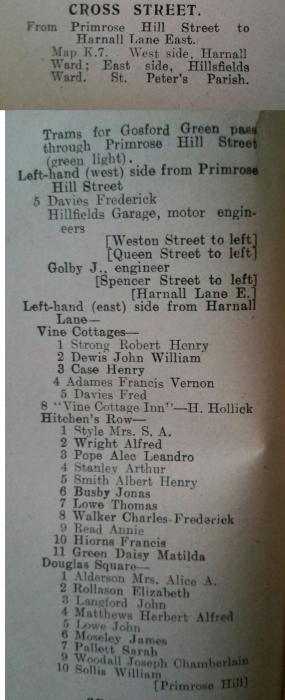 CROSS STREET.
From Primrose Hill Street to
Harnall Lane East.
Map K.7. West side, Harnall
Ward; East side, Hillsfields
Ward. St. Peter's Parish.
Trams for Gosford Green pass
through Primrose Hill Street
(green light).
Left-hand (west) side from Primrose
Hill Street
5 Davies Frederick
Hillfields Garage, motor engin-
eers
[Weston Street to left]
[Queen Street to left]
Golby J., engineer
[Spencer Street to left]
[Harnall Lane E.]
Left-hand (east) side from Harnall
Lane—
Vine Cottages—
1 Strong Robert Henry
2 Dewis John William
3 Case Henry
4 Adames Francis Vernon
5 Davies Fred
8 "Vine Cottage Inn"—H. Hollick
Hitchen's Row—
1 Style Mrs. S. A.
2 Wright Alfred
3 Pope Alec Leandro
4 Stanley Arthur
5 Smith Albert Henry
6 Busby Jonas
7 Lowe Thomas
8 Walker Charles Frederick
9 Read Annie
10 Hiorns Francis
11 Green Daisy Matilda
Douglas Square—
1 Alderson Mrs. Alice A.
2 Rollason Elizabeth
3 Langford John
4 Matthews Herbert Alfred
5 Lowe John
6 Moseley James
7 Pallett Sarah
9 Woodall Joseph Chamberlain
10 Sollis William
[Primrose Hill]